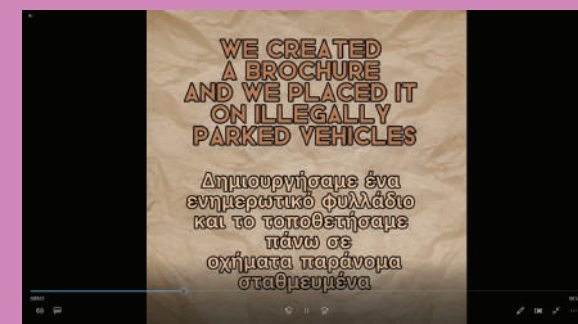 WE CREATED
A BROCHURE
AND WE PLACED IT
ON ILLEGALLY
PARKED VEHICLES
Δημιουργήσαμε ένα
ενημερωτικό φυλλάδιο
και το τοποθετήσαμε
πάνω σε
οχήματα παράνομα
σταθμευμένα